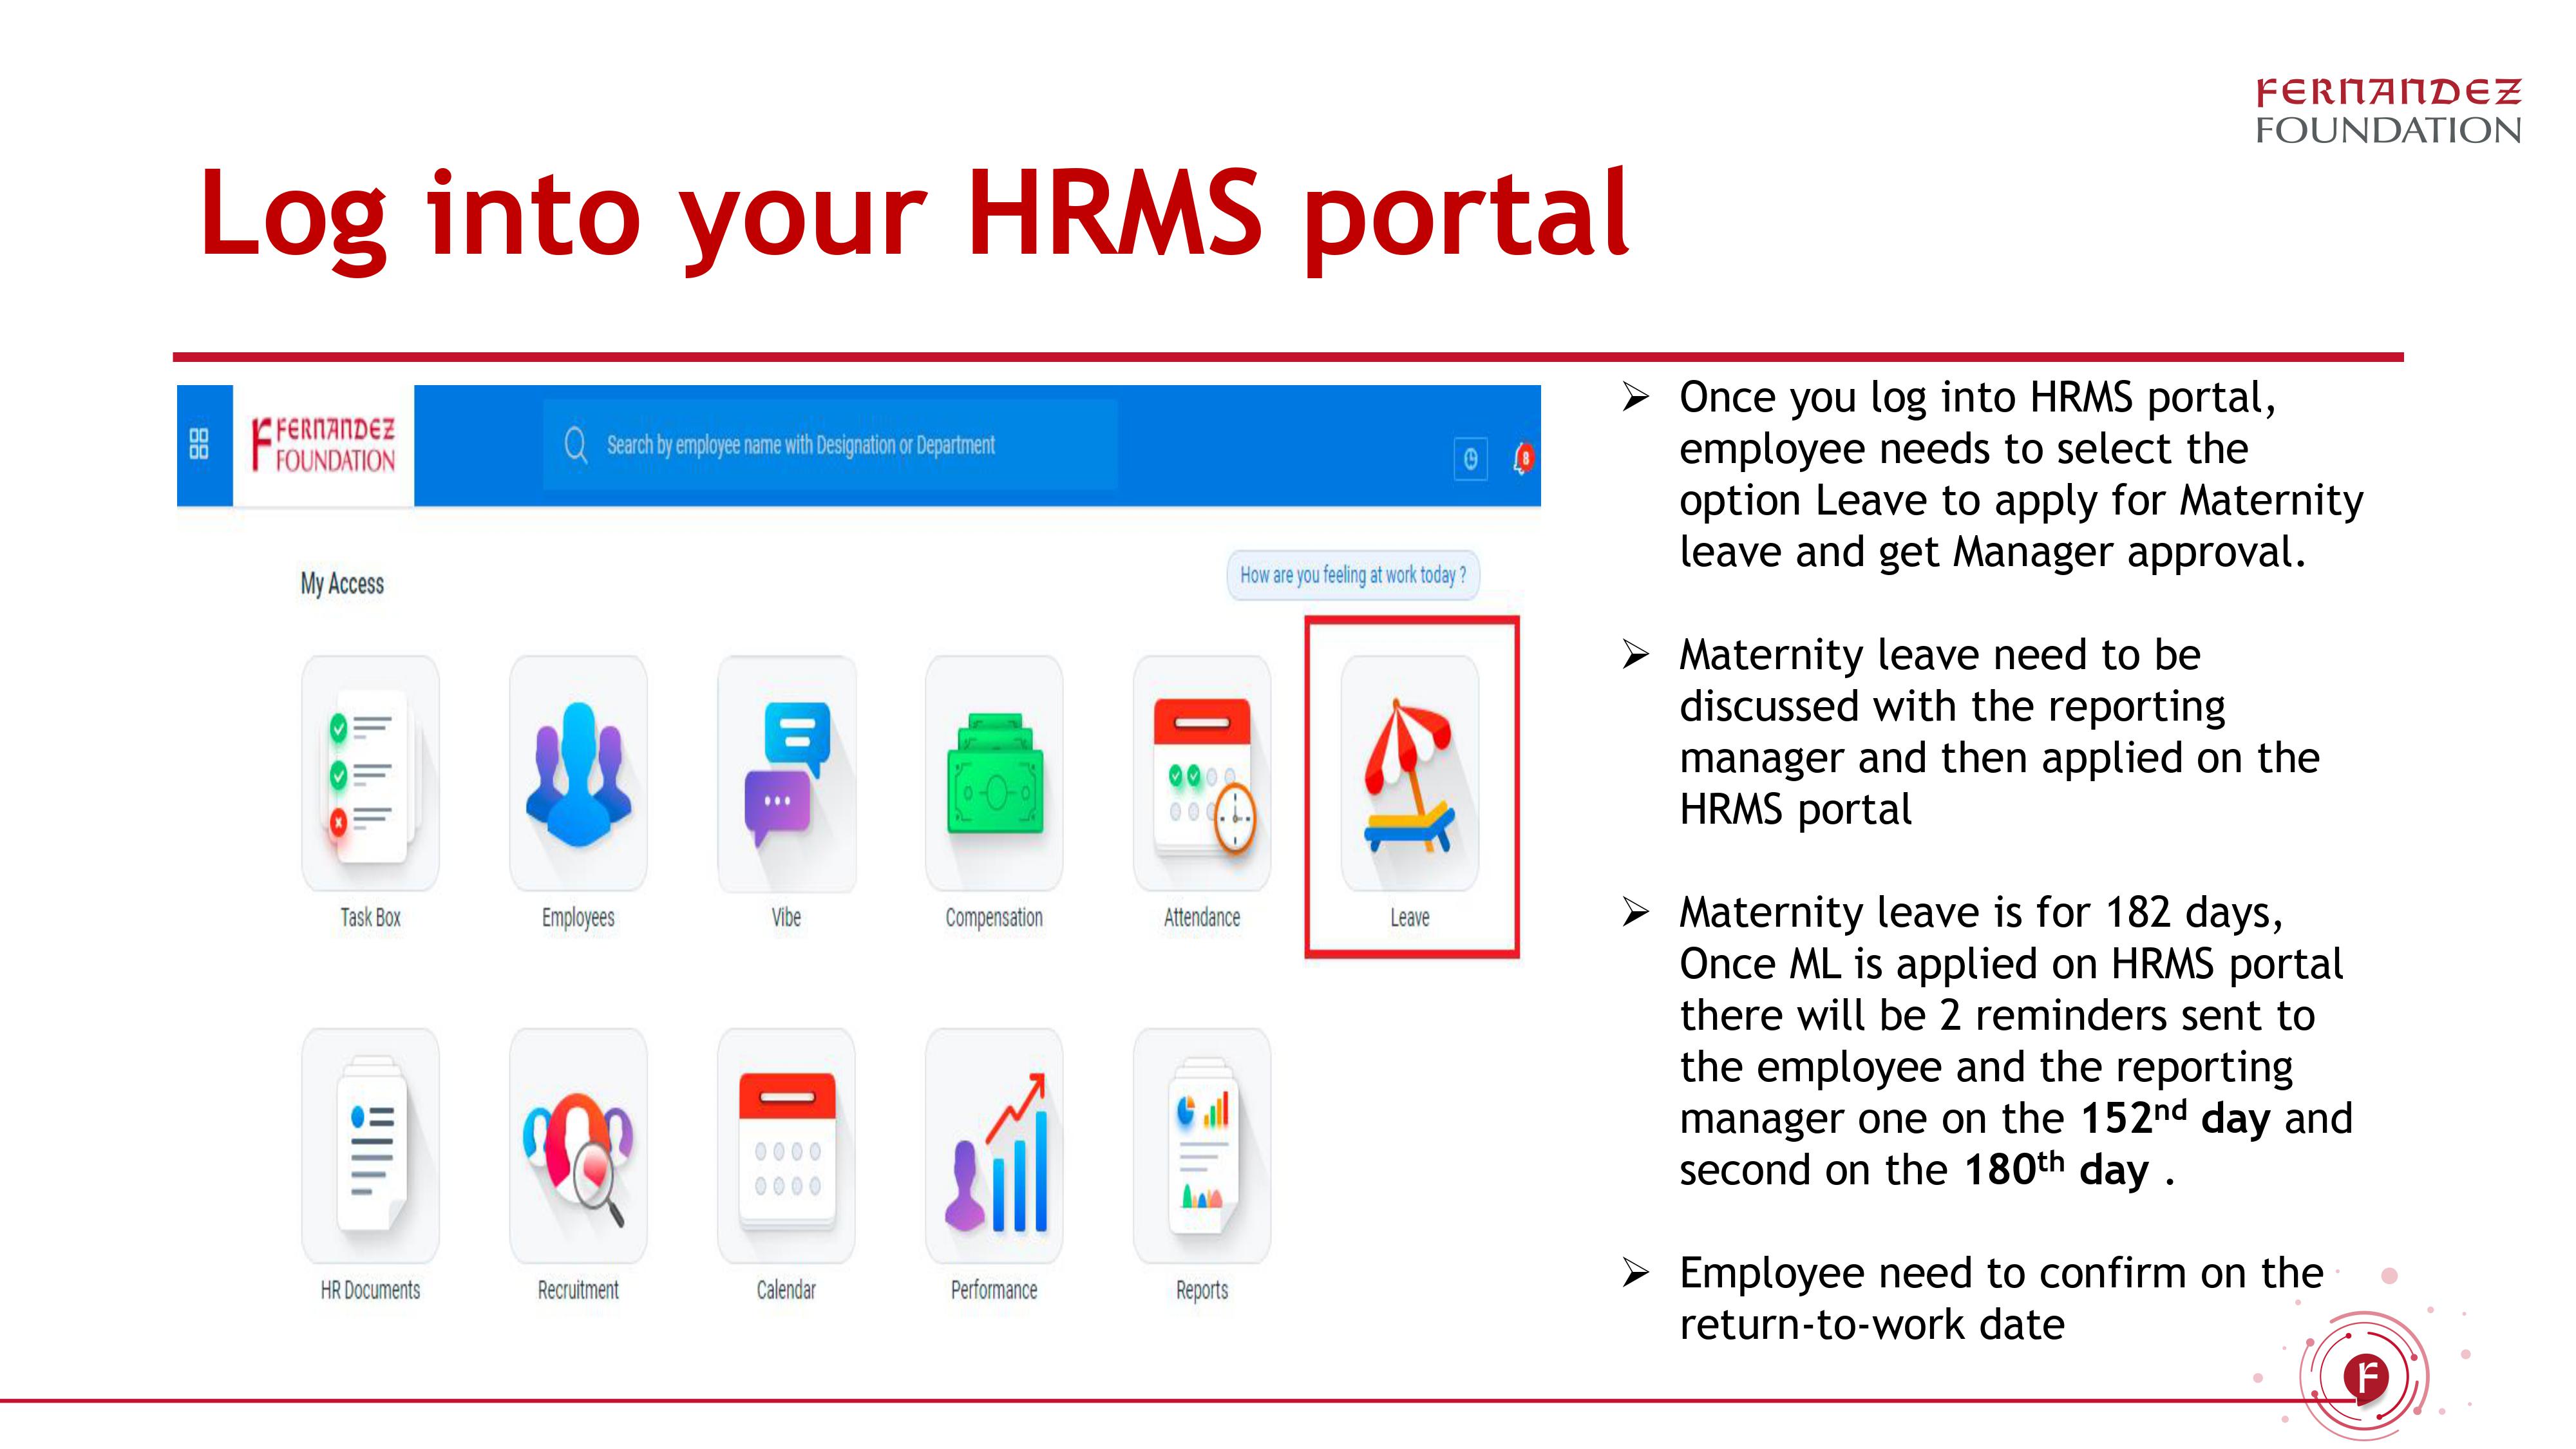 FERNANDEZ
FOUNDATION
Log into your HRMS portal
FERNANDEZ
FOUNDATION
Search by employee name with Designation or Department
8
My Access
How are you feeling at work today ?
Task Box
Employees
Vibe
Compensation
Attendance
Leave
HR Documents
Recruitment
Calendar
Performance
Reports
➢ Once you log into HRMS portal,
employee needs to select the
option Leave to apply for Maternity
leave and get Manager approval.
➢ Maternity leave need to be
discussed with the reporting
manager and then applied on the
HRMS portal
➢ Maternity leave is for 182 days,
Once ML is applied on HRMS portal
there will be 2 reminders sent to
the employee and the reporting
manager one on the 152nd day and
second on the 180th day .
➢ Employee need to confirm on the
return-to-work date
F